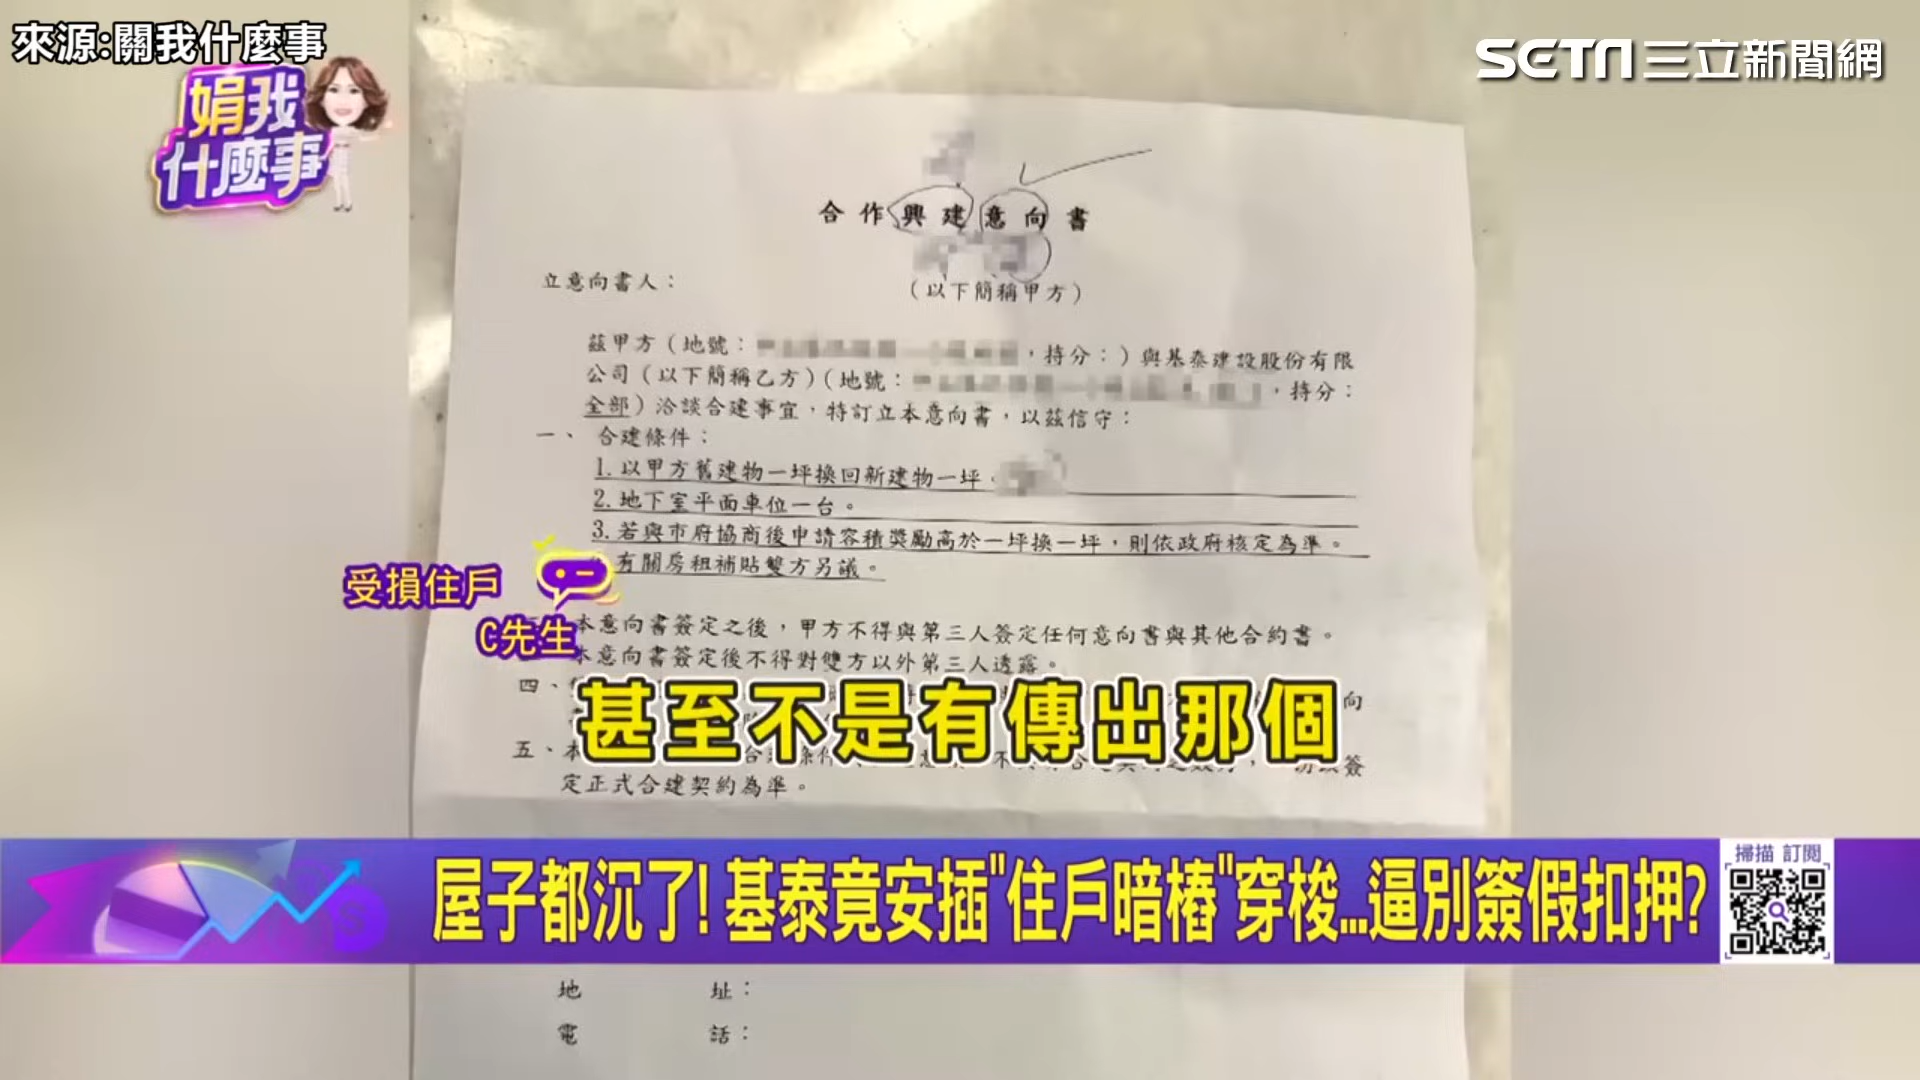 來源:關我什麼事
SETN三立新聞網
娟我
什麼事
合作興建意向書
立意向書人：
（以下簡稱甲方）
茲甲方（地號：
，持分：）與基泰建設股份有限
公司（以下簡稱乙方）（地號：
，持分：
全部）洽談合建事宜，特訂立本意向書，以茲信守：
一、合建條件：
1.以甲方舊建物一坪換回新建物一坪。
2.地下室平面車位一台。
3.若與市府協商後申請容積獎勵高於一坪換一坪，則依政府核定為準。
有關房租補貼雙方另議。
受損住戶
C先生
本意向書簽定之後，甲方不得與第三人簽定任何意向書與其他合約書。
本意向書簽定後不得對雙方以外第三人透露。
四、
向
甚至不是有傳出那個
五、本
簽
定正式合建契約為準。
屋子都沉了!基泰竟安插"住戶暗樁"穿梭...逼別簽假扣押?
掃描 訂閱
地 址：
電 話：